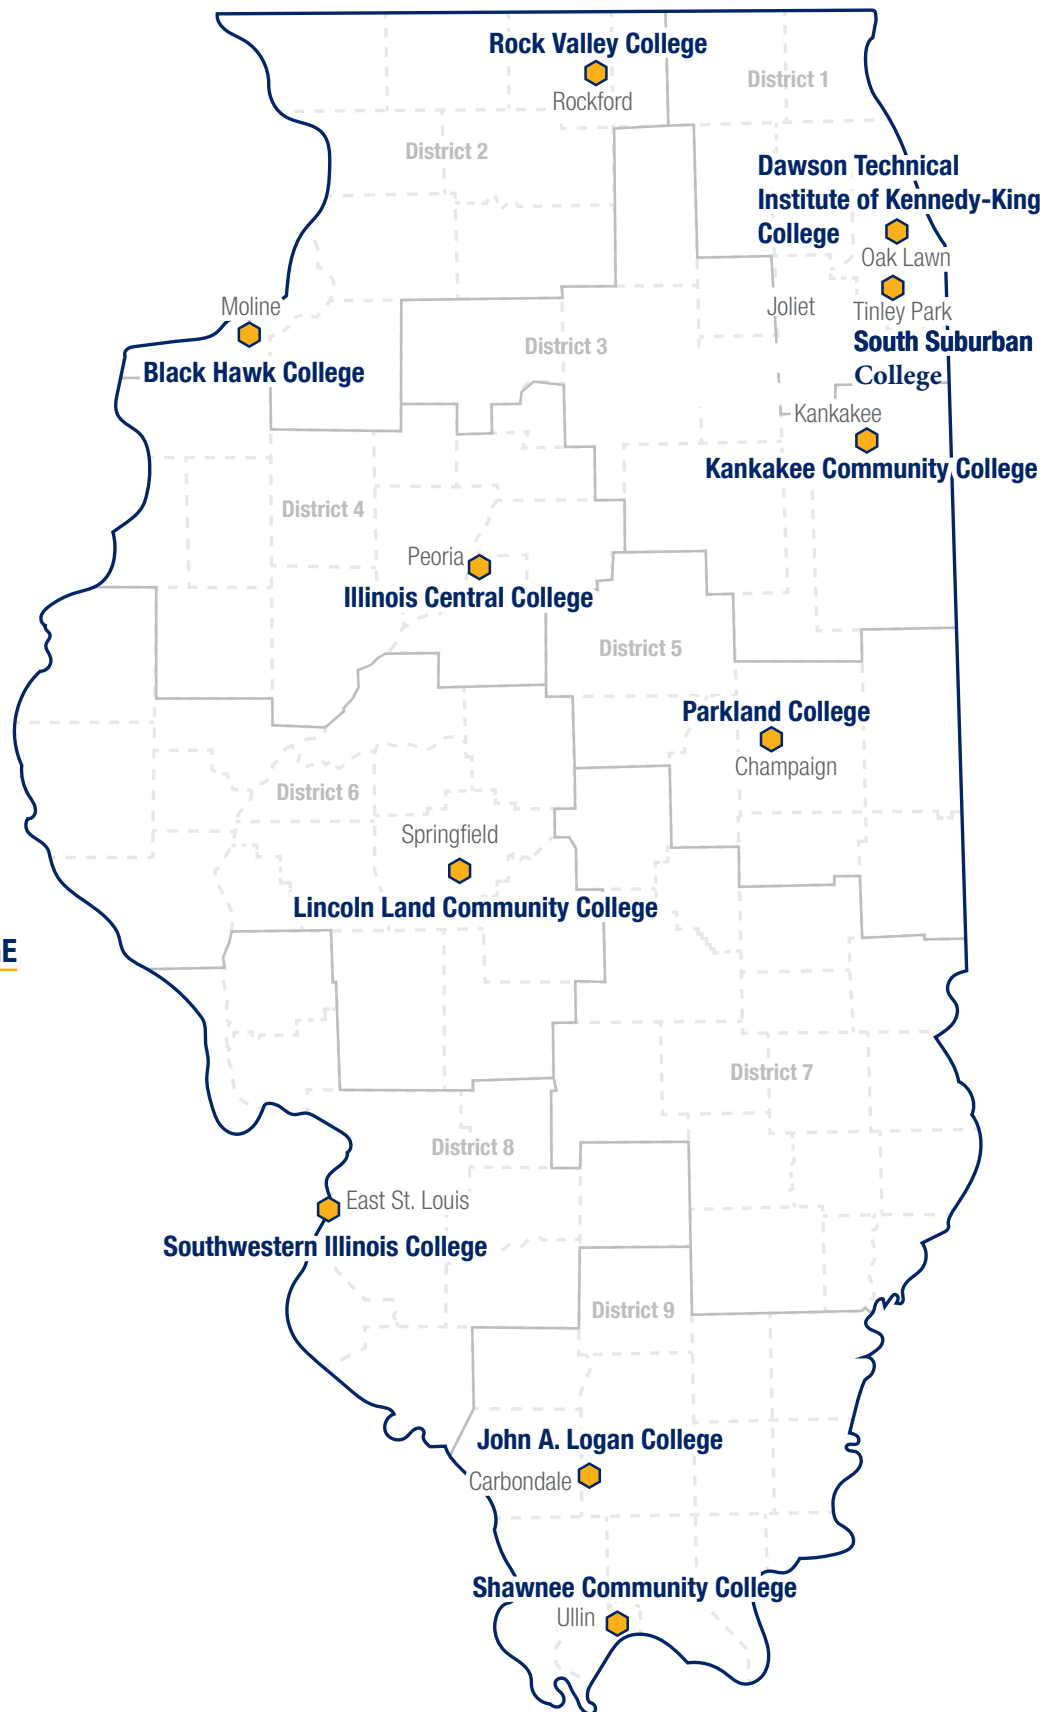 Rock Valley College
Rockford
District 1
District 2
Dawson Technical
Institute of Kennedy-King
College
Oak Lawn
Moline
Joliet
Tinley Park
District 3
South Suburban
College
Black Hawk College
Kankakee
Kankakee Community College
District 4
Peoria
Illinois Central College
District 5
Parkland College
Champaign
District 6
Springfield
Lincoln Land Community College
E
District 7
District 8
East St. Louis
Southwestern Illinois College
District 9
John A. Logan College
Carbondale
Shawnee Community College
Ullin